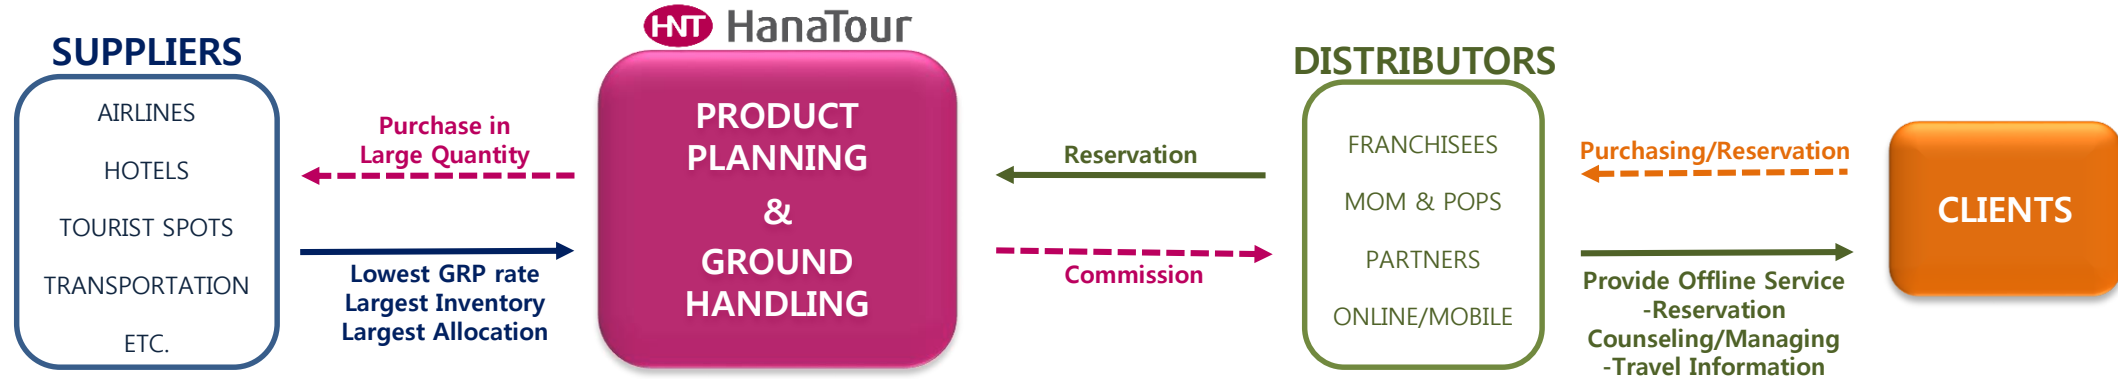 SUPPLIERS
AIRLINES
HOTELS
TOURIST SPOTS
TRANSPORTATION
ETC.
Purchase in
Large Quantity
Lowest GRP rate
Largest Inventory
Largest Allocation
HNT HanaTour
PRODUCT
PLANNING
&
GROUND
HANDLING
Reservation
Commission
DISTRIBUTORS
FRANCHISEES
MOM & POPS
PARTNERS
ONLINE/MOBILE
Purchasing/Reservation
Provide Offline Service
-Reservation
Counseling/Managing
-Travel Information
CLIENTS